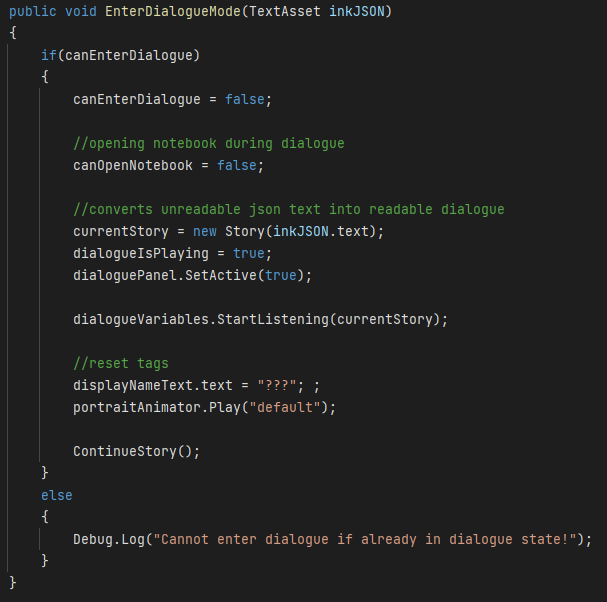 public void EnterDialogueMode(TextAsset inkJSON)
{
if(canEnterDialogue)
{
canEnterDialogue = false;
//opening notebook during dialogue
canOpenNotebook = false;
//converts unreadable json text into readable dialogue
currentStory = new Story(inkJSON.text);
dialogueIsPlaying = true;
dialoguePanel.SetActive(true);
dialogueVariables.StartListening(currentStory);
//reset tags
displayNameText.text = "???"; ;
portraitAnimator.Play("default");
ContinueStory();
}
else
{
Debug.Log("Cannot enter dialogue if already in dialogue state!");
}
}